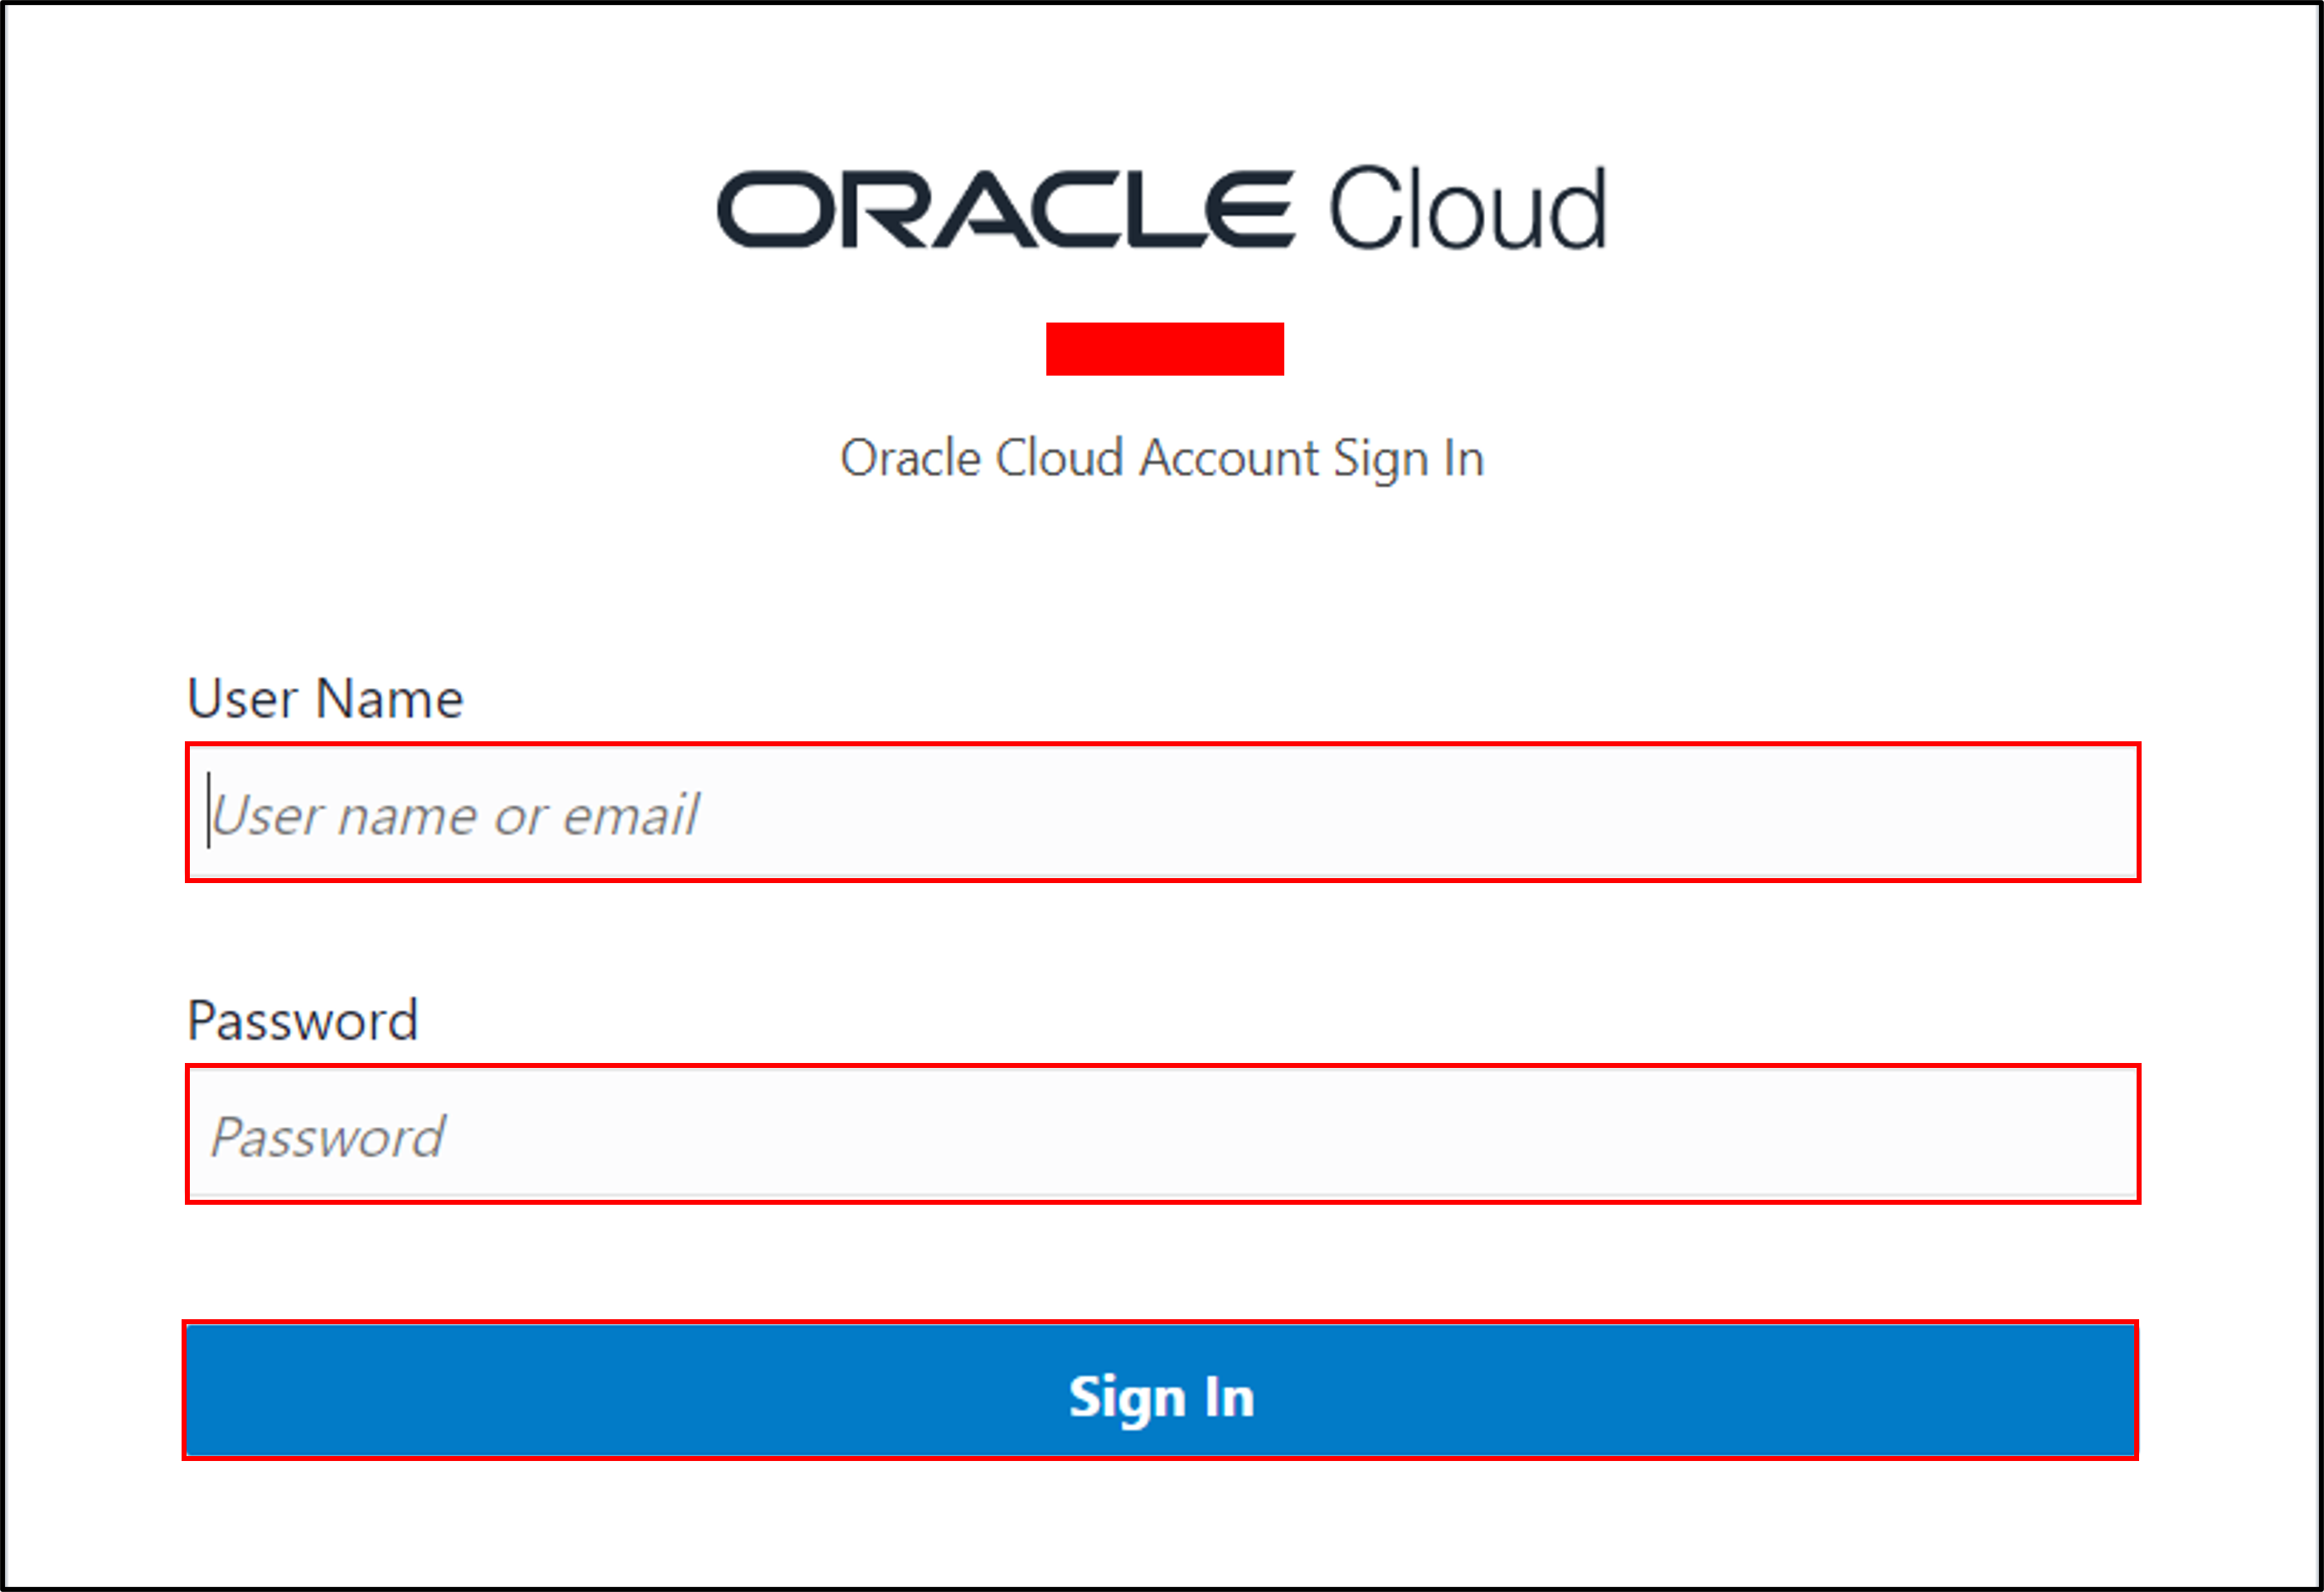 ORACLE Cloud
Oracle Cloud Account Sign In
User Name
User name or email
Password
Password
Sign In